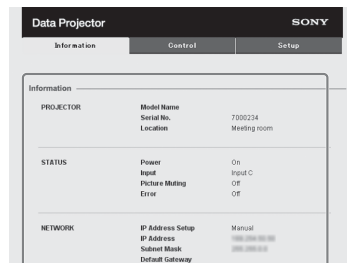 Data Projector SONY
Information Control Setup
Information
PROJECTOR Model Name
Serial No. 7000234
Location Meeting room
STATUS Power On
Input Input C
Picture Muting Off
Error Off
NETWORK IP Address Setup Manual
IP Address
Subnet Mask
Default Gateway